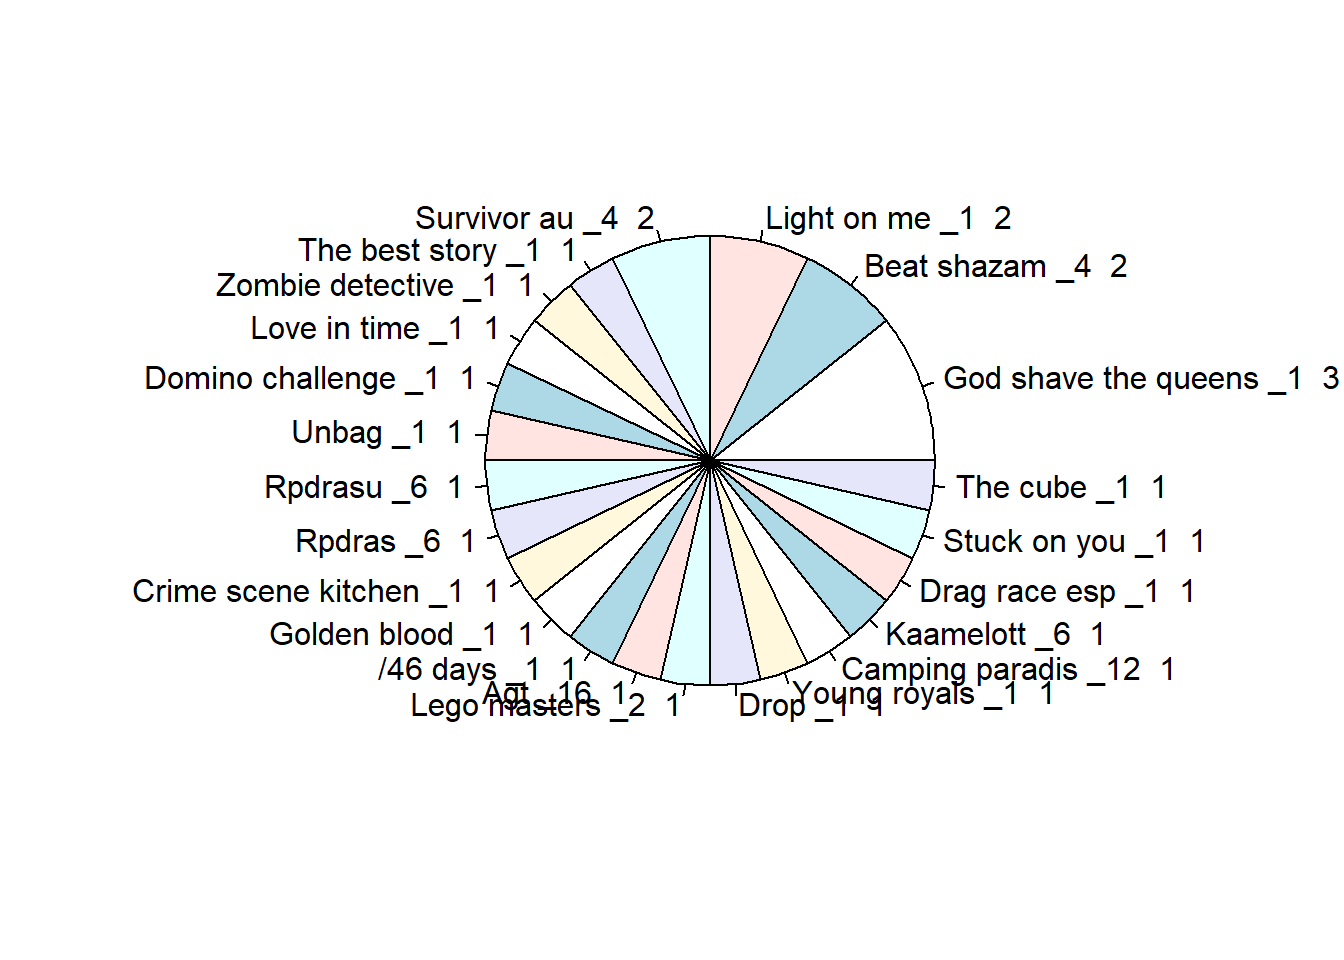 Survivor au _4  2
Light on me _1  2
The best story _1  1
Beat shazam _4  2
Zombie detective _1  1
Love in time _1  1
Domino challenge _1  1
God shave the queens _1  3
Unbag _1  1
Rpdrasu _6  1
The cube _1  1
Rpdras _6  1
Stuck on you _1  1
Crime scene kitchen _1  1
Drag race esp _1  1
Golden blood _1  1
Kaamelott _6  1
/46 days _1  1
Camping paradis _12  1
Agt _16  1
Young royals _1  1
Lego masters _2  1
Drop _1  1